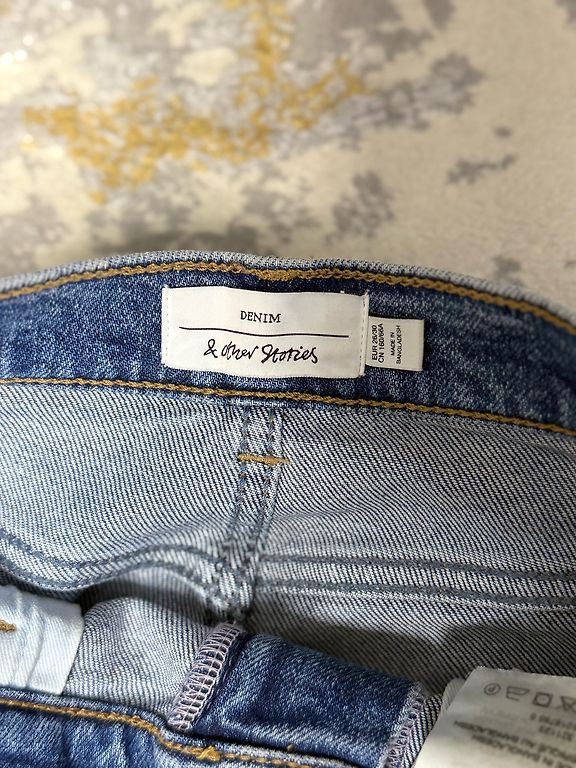 DENIM
& other Stories
EUR 26/30
CN 160/66A
MADE IN
BANGLADESH